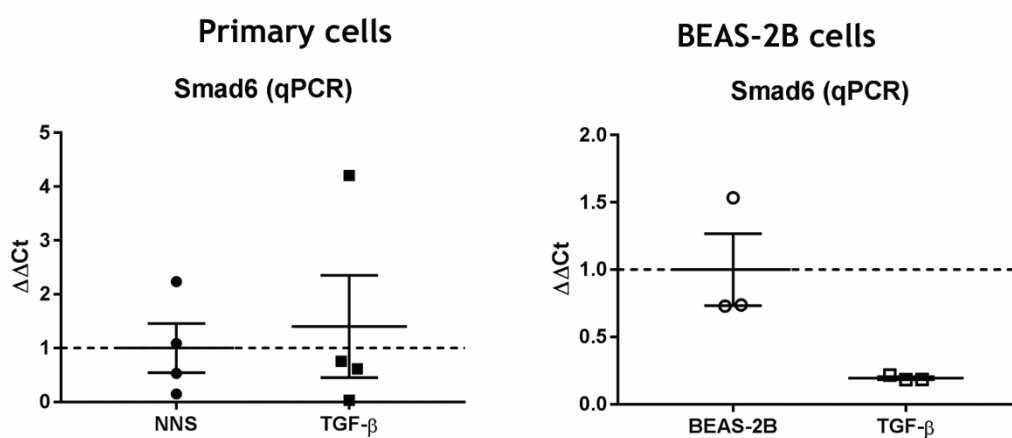 Primary cells
Smad6 (qPCR)
ΔΔCt
5
4
3
2
1
0
NNS
TGF-β
BEAS-2B cells
Smad6 (qPCR)
ΔΔCt
2.0
1.5
1.0
0.5
0.0
BEAS-2B
TGF-β